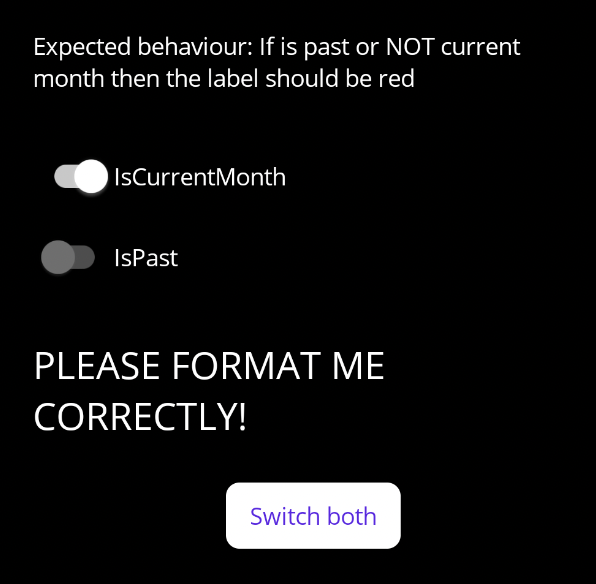 Expected behaviour: If is past or NOT current
month then the label should be red
IsCurrentMonth
IsPast
PLEASE FORMAT ME
CORRECTLY!
Switch both